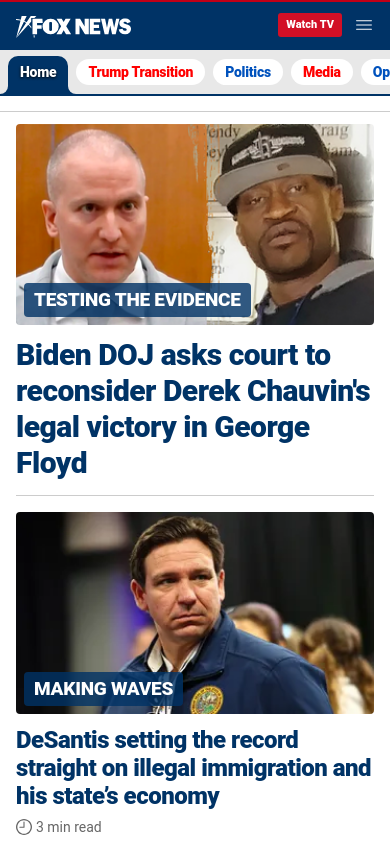 FOX NEWS
Watch TV
Home
Trump Transition
Politics
Media
Op
endy
raig
TESTING THE EVIDENCE
Biden DOJ asks court to
reconsider Derek Chauvin's
legal victory in George
Floyd
MAKING WAVES
DeSantis setting the record
straight on illegal immigration and
his state’s economy
3 min read